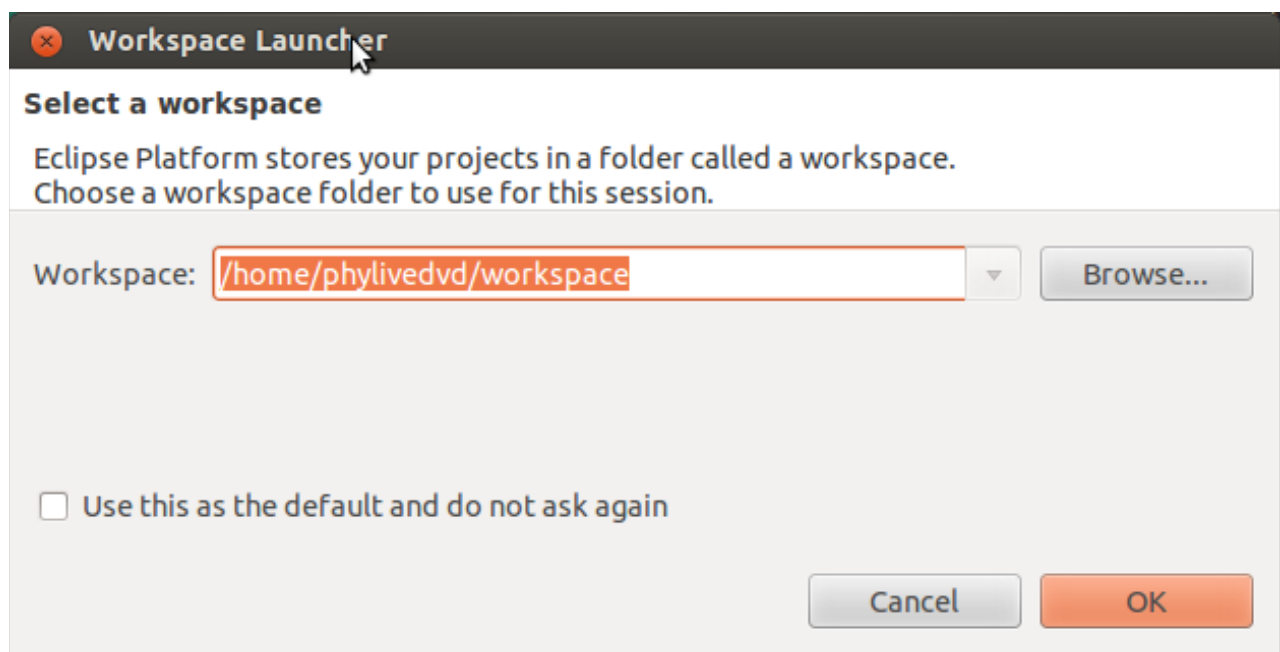 Workspace Launcher
Select a workspace
Eclipse Platform stores your projects in a folder called a workspace.
Choose a workspace folder to use for this session.
Workspace: /home/phylivedvd/workspace Browse...
Use this as the default and do not ask again
Cancel OK